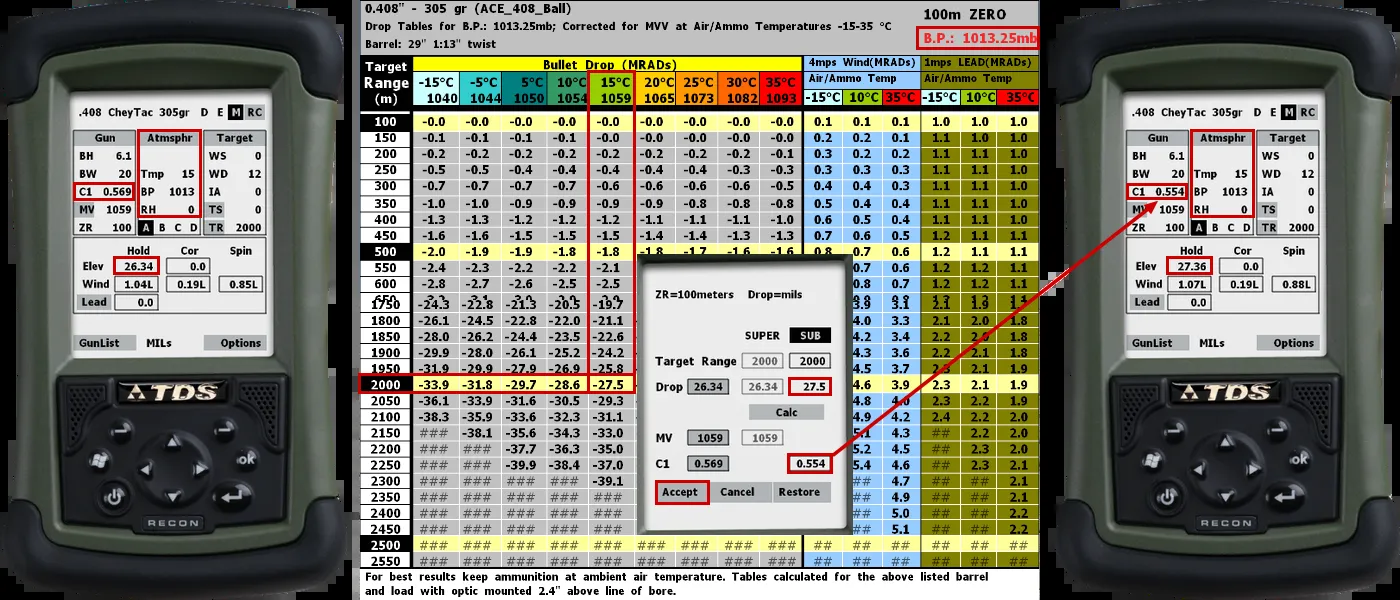 .408 CheyTac 305gr D E M RC
Gun Atmsphr Target
BH 6.1 WS 0
BW 20 Tmp 15 WD 12
C1 0.569 BP 1013 IA 0
MV 1059 RH 0 TS 0
ZR 100 A B C D TR 2000
Hold Cor Spin
Elev 26.34 0.0
Wind 1.04L 0.19L 0.85L
Lead 0.0
GunList MILs Options
TDS
OK
RECON
0.408" - 305 gr (ACE_408_Ball)
Drop Tables for B.P.: 1013.25mb; Corrected for MVV at Air/Ammo Temperatures -15-35 °C
Barrel: 29" 1:13" twist
100m ZERO
B.P.: 1013.25mb
Target Range (m)
Bullet Drop (MRADs) 4mps Wind(MRADs) 1mps LEAD(MRADs)
Air/Ammo Temp Air/Ammo Temp
-15°C -5°C 5°C 10°C 15°C 20°C 25°C 30°C 35°C -15°C 10°C 35°C -15°C 10°C 35°C
1040 1044 1050 1054 1059 1065 1073 1082 1093
100 -0.0 -0.0 -0.0 -0.0 -0.0 -0.0 -0.0 -0.0 -0.0 0.1 0.1 0.1 1.0 1.0 1.0
150 -0.1 -0.1 -0.1 -0.1 -0.0 -0.0 -0.0 -0.0 -0.0 0.2 0.2 0.1 1.1 1.1 1.0
200 -0.2 -0.2 -0.2 -0.2 -0.2 -0.2 -0.2 -0.2 -0.1 0.3 0.2 0.2 1.1 1.1 1.0
250 -0.5 -0.5 -0.4 -0.4 -0.4 -0.4 -0.4 -0.4 -0.3 0.3 0.3 0.2 1.1 1.1 1.0
300 -0.7 -0.7 -0.7 -0.7 -0.6 -0.6 -0.6 -0.6 -0.6 0.4 0.4 0.3 1.1 1.1 1.0
350 -1.0 -1.0 -0.9 -0.9 -0.9 -0.9 -0.8 -0.8 -0.8 0.5 0.4 0.4 1.1 1.1 1.0
400 -1.3 -1.3 -1.2 -1.2 -1.2 -1.1 -1.1 -1.1 -1.0 0.6 0.5 0.4 1.1 1.1 1.0
450 -1.6 -1.6 -1.5 -1.5 -1.5 -1.4 -1.4 -1.3 -1.3 0.7 0.6 0.5 1.2 1.1 1.1
500 -2.0 -1.9 -1.9 -1.8 -1.8 -1.8 -1.7 -1.6 -1.6 0.8 0.7 0.6 1.2 1.1 1.1
550 -2.4 -2.3 -2.2 -2.2 -2.1 0.7 0.6 1.2 1.1 1.1
600 -2.8 -2.7 -2.6 -2.5 -2.5 0.8 0.7 1.2 1.1 1.1
1750 -24.3 -22.8 -21.3 -20.5 -19.7 3.9 3.1 2.1 1.9
1800 -26.1 -24.5 -22.8 -22.0 -21.1 4.0 3.3 2.1 2.0 1.8
1850 -28.0 -26.2 -24.4 -23.5 -22.6 4.2 3.4 2.1 2.0 1.8
1900 -29.9 -28.0 -26.1 -25.2 -24.2 4.3 3.6 2.2 2.1 1.8
1950 -31.9 -29.9 -27.9 -26.9 -25.8 4.5 3.7 2.2 2.1 1.9
2000 -33.9 -31.8 -29.7 -28.6 -27.5 4.6 3.9 2.3 2.1 1.9
2050 -36.1 -33.9 -31.6 -30.5 -29.3 4.8 4.0 2.3 2.2 1.9
2100 -38.3 -35.9 -33.6 -32.3 -31.1 4.9 4.2 2.4 2.2 2.0
2150 ### -38.1 -35.6 -34.3 -33.0 5.1 4.3 ## 2.2 2.0
2200 ### ### -37.7 -36.3 -35.0 5.2 4.5 ## 2.3 2.0
2250 ### ### -39.9 -38.4 -37.0 5.4 4.6 ## 2.3 2.1
2300 ### ### ### ### -39.1 ## 4.7 ## ## 2.1
2350 ### ### ### ### ### ## 4.9 ## ## 2.1
2400 ### ### ### ### ### ## 5.0 ## ## 2.2
2450 ### ### ### ### ### ## 5.1 ## ## 2.2
2500 ### ### ### ### ### ### ### ### ### ## ## ## ## ## ##
2550 ### ### ### ### ### ### ### ### ### ## ## ## ## ## ##
For best results keep ammunition at ambient air temperature. Tables calculated for the above listed barrel
and load with optic mounted 2.4" above line of bore.
ZR=100meters Drop=mils
SUPER SUB
Target Range 2000 2000
Drop 26.34 26.34 27.5
Calc
MV 1059 1059
C1 0.569 0.554
Accept Cancel Restore
.408 CheyTac 305gr D E M RC
Gun Atmsphr Target
BH 6.1 WS 0
BW 20 Tmp 15 WD 12
C1 0.554 BP 1013 IA 0
MV 1059 RH 0 TS 0
ZR 100 A B C D TR 2000
Hold Cor Spin
Elev 27.36 0.0
Wind 1.07L 0.19L 0.88L
Lead 0.0
GunList MILs Options
TDS
OK
RECON